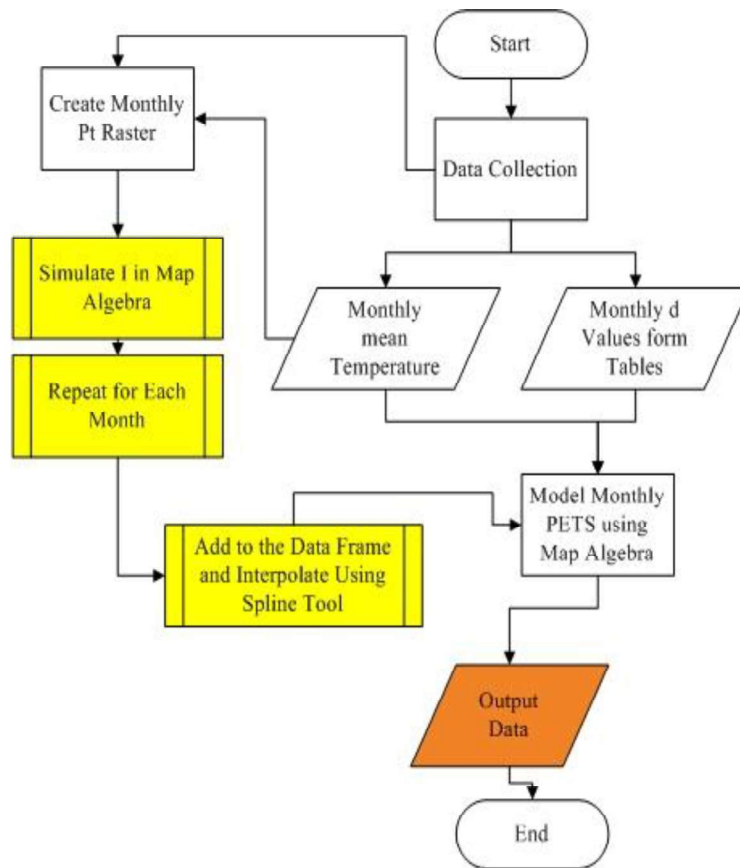 Start
Create Monthly
Pt Raster
Data Collection
Simulate I in Map
Algebra
Monthly
mean
Temperature
Monthly d
Values form
Tables
Repeat for Each
Month
Model Monthly
PETS using
Map Algebra
Add to the Data Frame
and Interpolate Using
Spline Tool
Output
Data
End